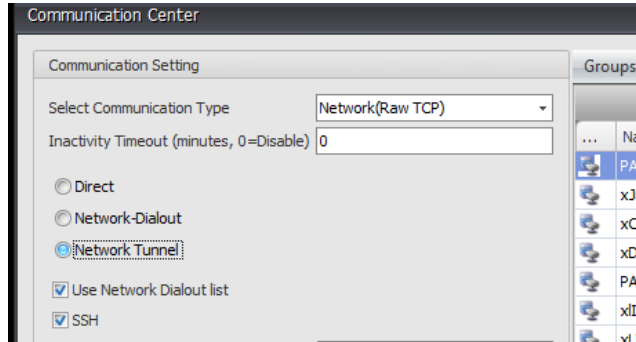 Communication Center
Communication Setting
Groups
Select Communication Type Network(Raw TCP)
Inactivity Timeout (minutes, 0=Disable) 0
...
Direct
Network-Dialout
Network Tunnel
Use Network Dialout list
SSH